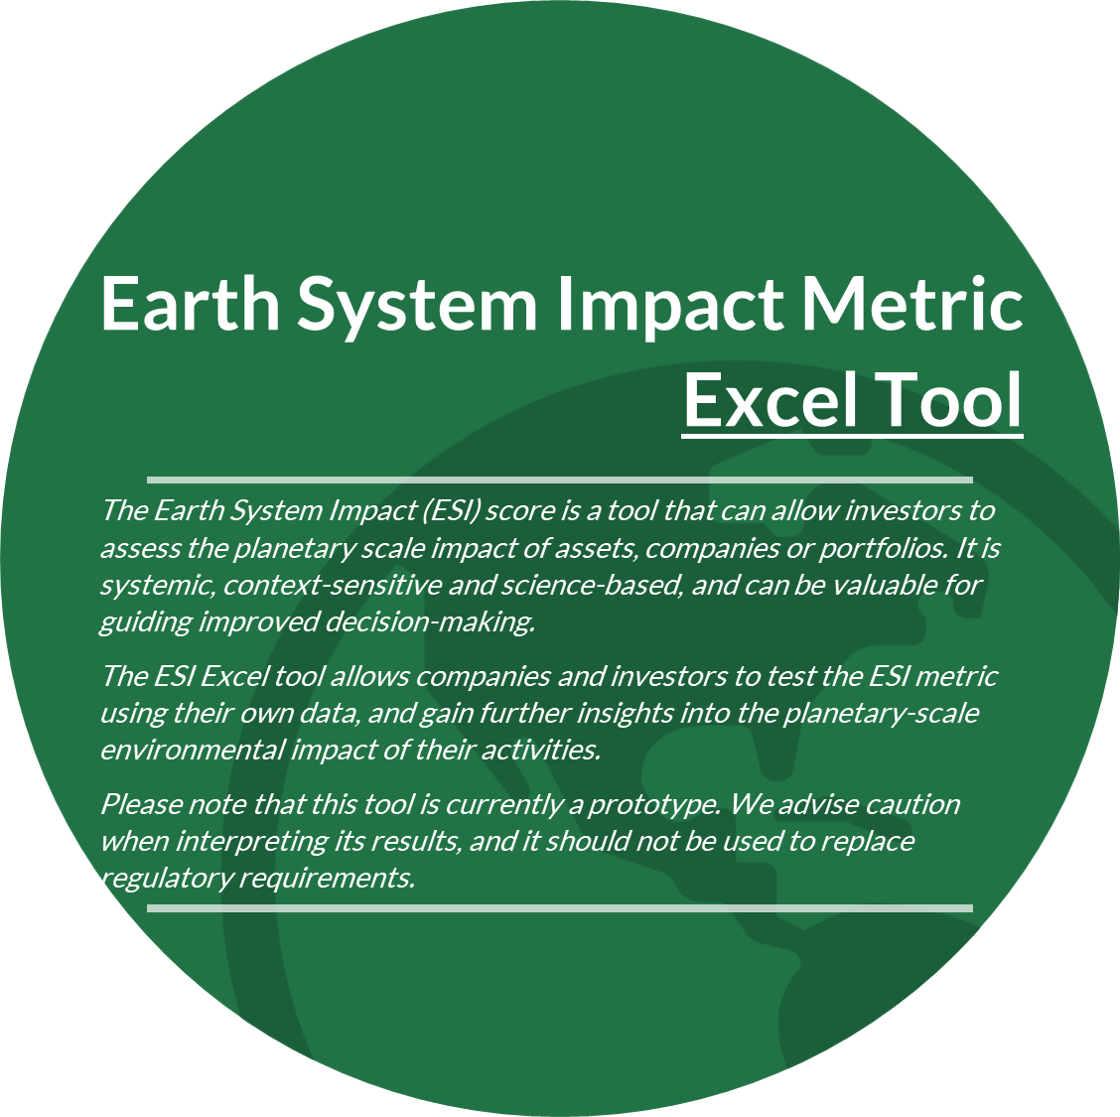 Earth System Impact Metric
Excel Tool
The Earth System Impact (ESI) score is a tool that can allow investors to
assess the planetary scale impact of assets, companies or portfolios. It is
systemic, context-sensitive and science-based, and can be valuable for
guiding improved decision-making.
The ESI Excel tool allows companies and investors to test the ESI metric
using their own data, and gain further insights into the planetary-scale
environmental impact of their activities.
Please note that this tool is currently a prototype. We advise caution
when interpreting its results, and it should not be used to replace
regulatory requirements.